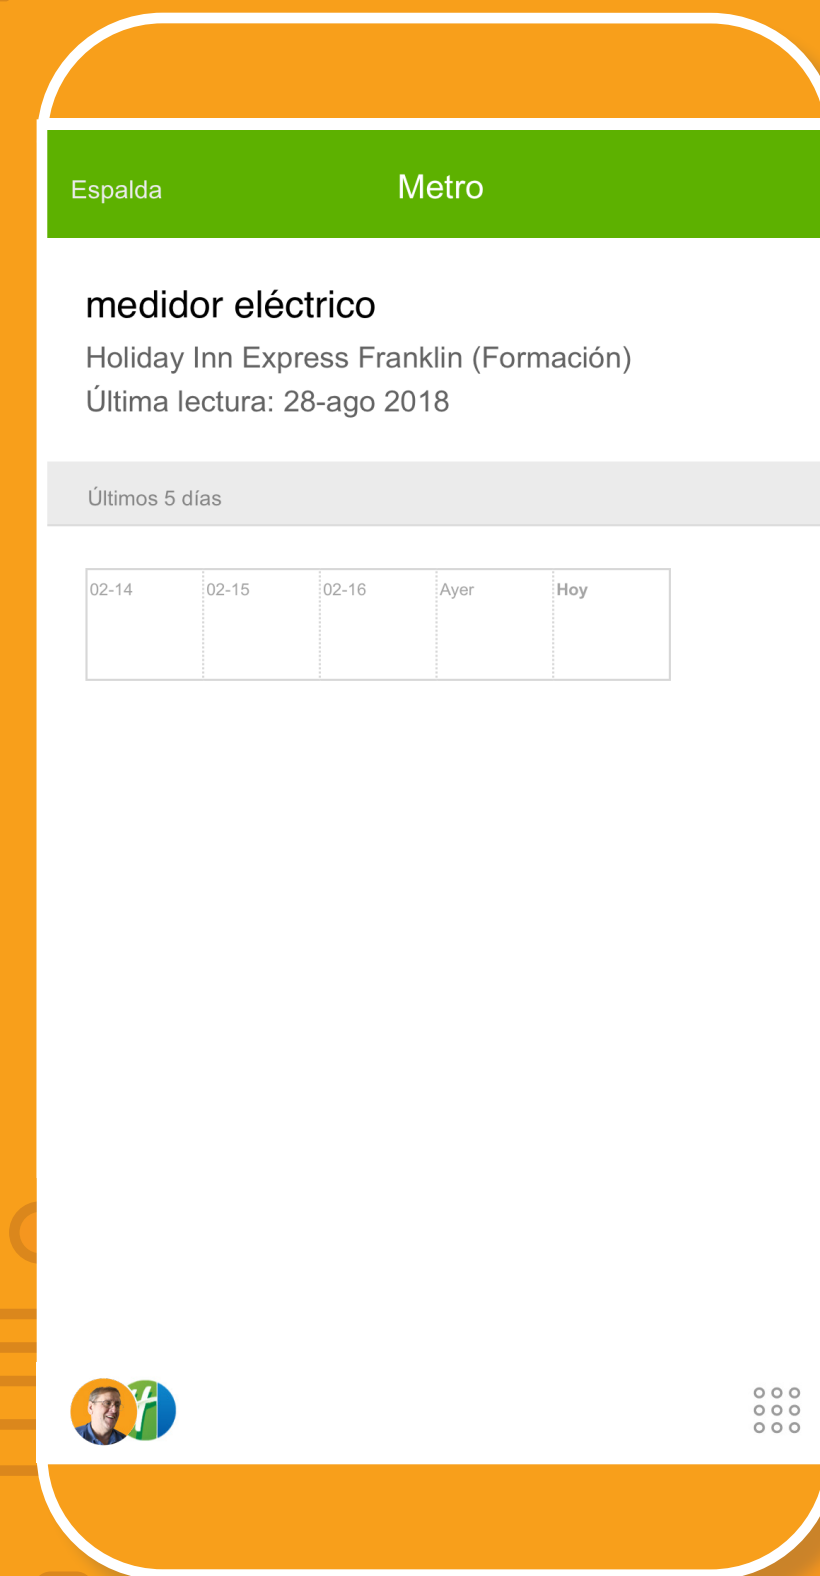 Espalda
Metro
medidor eléctrico
Holiday Inn Express Franklin (Formación)
Última lectura: 28-ago 2018
Últimos 5 días
02-14
02-15
02-16
Ayer
Hoy